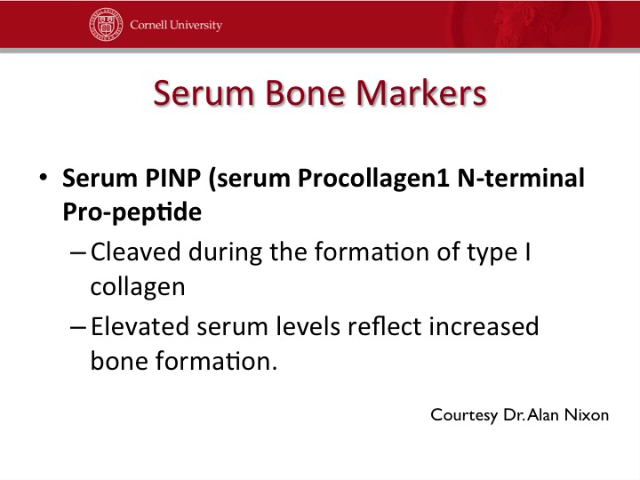 Cornell University
Serum Bone Markers
• Serum PINP (serum Procollagen1 N-terminal
Pro-peptide
– Cleaved during the formation of type I
collagen
– Elevated serum levels reflect increased
bone formation.
Courtesy Dr. Alan Nixon